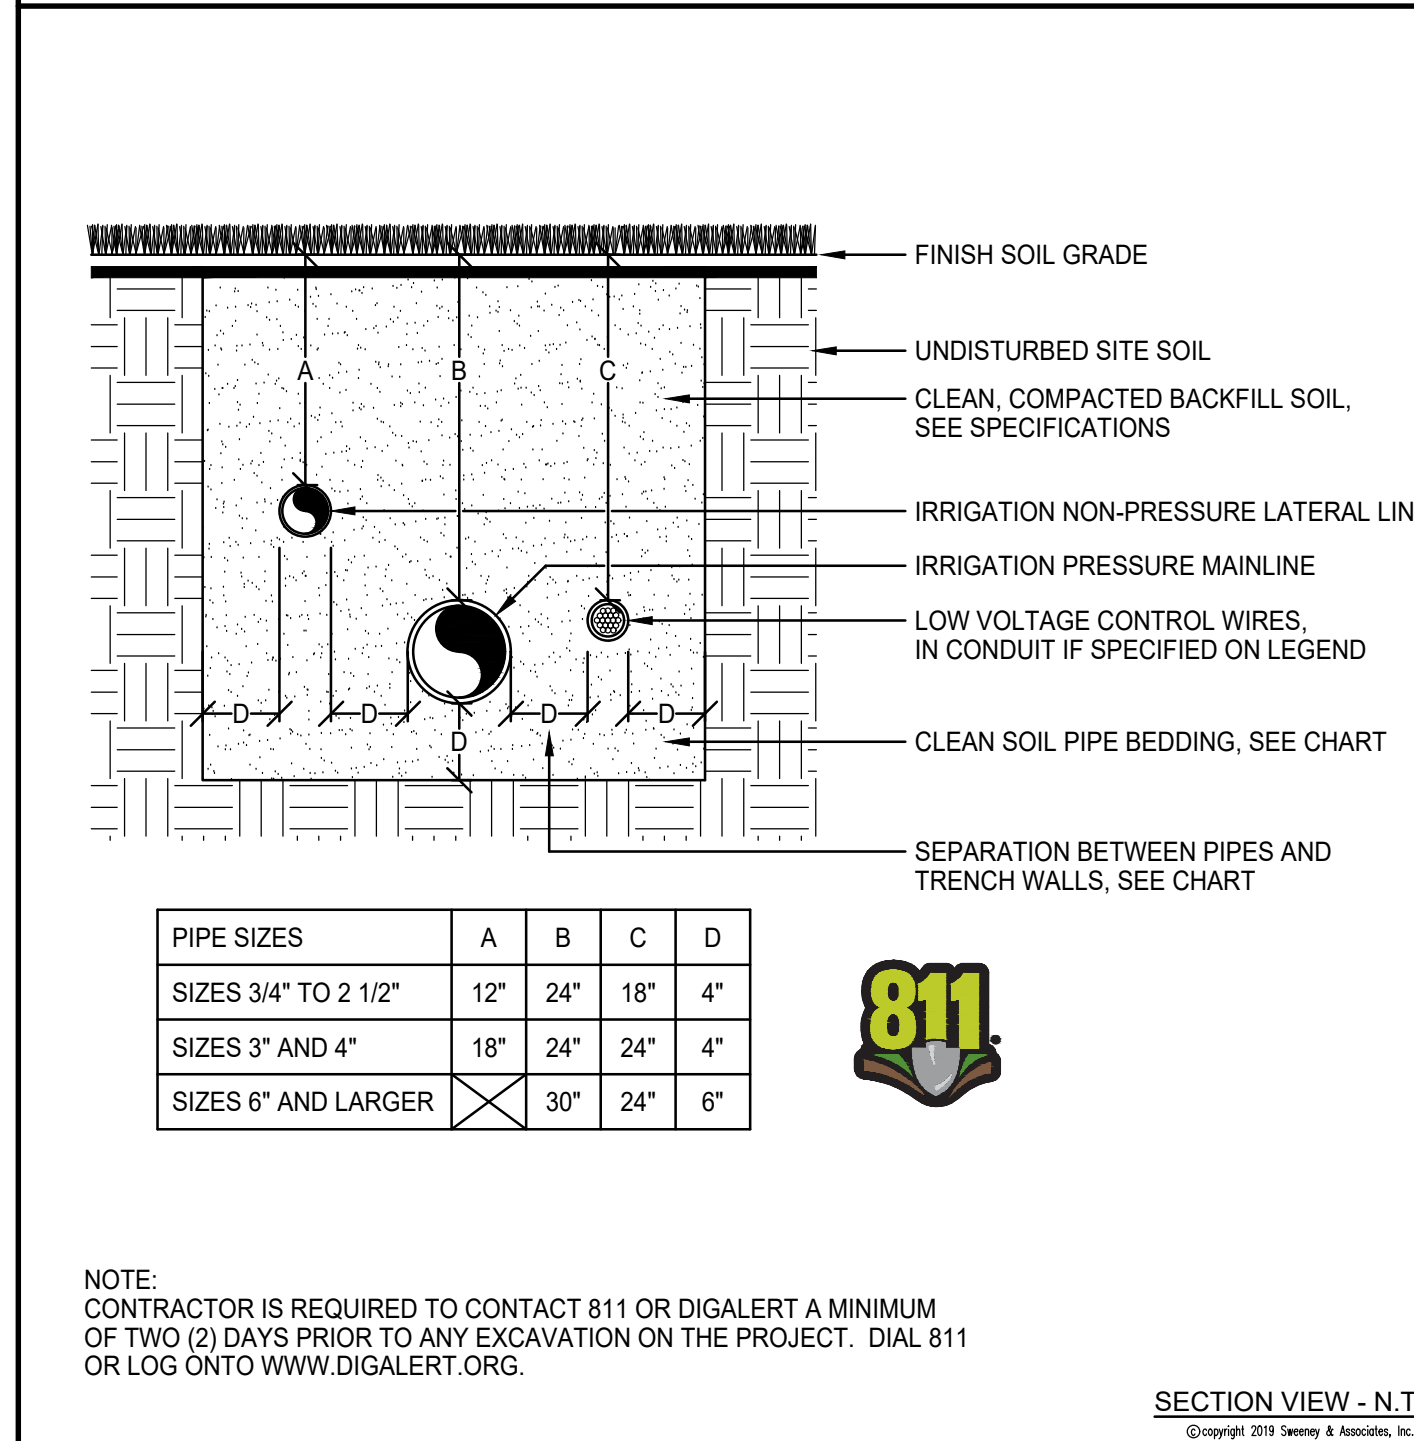 FINISH SOIL GRADE
UNDISTURBED SITE SOIL
CLEAN, COMPACTED BACKFILL SOIL,
SEE SPECIFICATIONS
A B C
IRRIGATION NON-PRESSURE LATERAL LIN
IRRIGATION PRESSURE MAINLINE
LOW VOLTAGE CONTROL WIRES,
IN CONDUIT IF SPECIFIED ON LEGEND
D D D D
D
CLEAN SOIL PIPE BEDDING, SEE CHART
SEPARATION BETWEEN PIPES AND
TRENCH WALLS, SEE CHART
PIPE SIZES A B C D
SIZES 3/4" TO 2 1/2" 12" 24" 18" 4"
SIZES 3" AND 4" 18" 24" 24" 4"
SIZES 6" AND LARGER 30" 24" 6"
811
NOTE:
CONTRACTOR IS REQUIRED TO CONTACT 811 OR DIGALERT A MINIMUM
OF TWO (2) DAYS PRIOR TO ANY EXCAVATION ON THE PROJECT. DIAL 811
OR LOG ONTO WWW.DIGALERT.ORG.
SECTION VIEW - N.T
©copyright 2019 Sweeney & Associates, Inc.